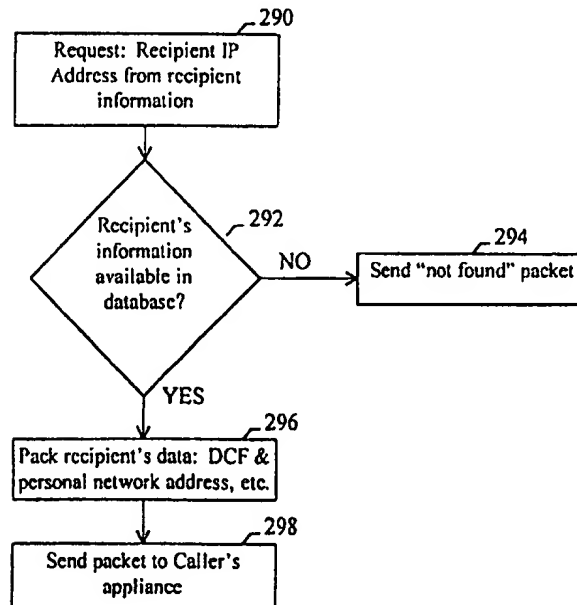 290
Request: Recipient IP
Address from recipient
information
292
Recipient's
information
available in
database?
NO
294
Send "not found" packet
YES
296
Pack recipient's data: DCF &
personal network address, etc.
298
Send packet to Caller's
appliance